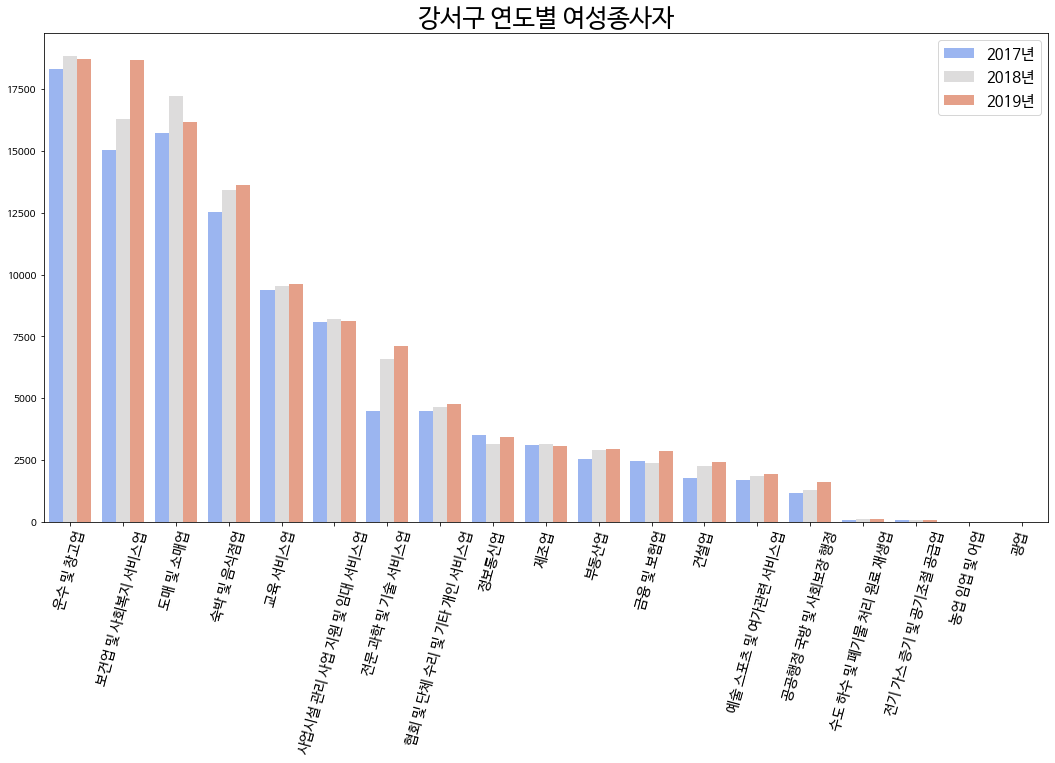 강서구 연도별 여성종사자
2017년
2018년
2019년
17500
15000
12500
10000
7500
5000
2500
0
운수 및 창고업
보건업 및 사회복지 서비스업
도매 및 소매업
숙박 및 음식점업
교육 서비스업
사업시설 관리 사업 지원 및 임대 서비스업
전문 과학 및 기술 서비스업
협회 및 단체 수리 및 기타 개인 서비스업
정보통신업
제조업
부동산업
금융 및 보험업
건설업
예술 스포츠 및 여가관련 서비스업
공공행정 국방 및 사회보장 행정
수도 하수 및 폐기물 처리 원료 재생업
전기 가스 증기 및 공기조절 공급업
농업 임업 및 어업
광업